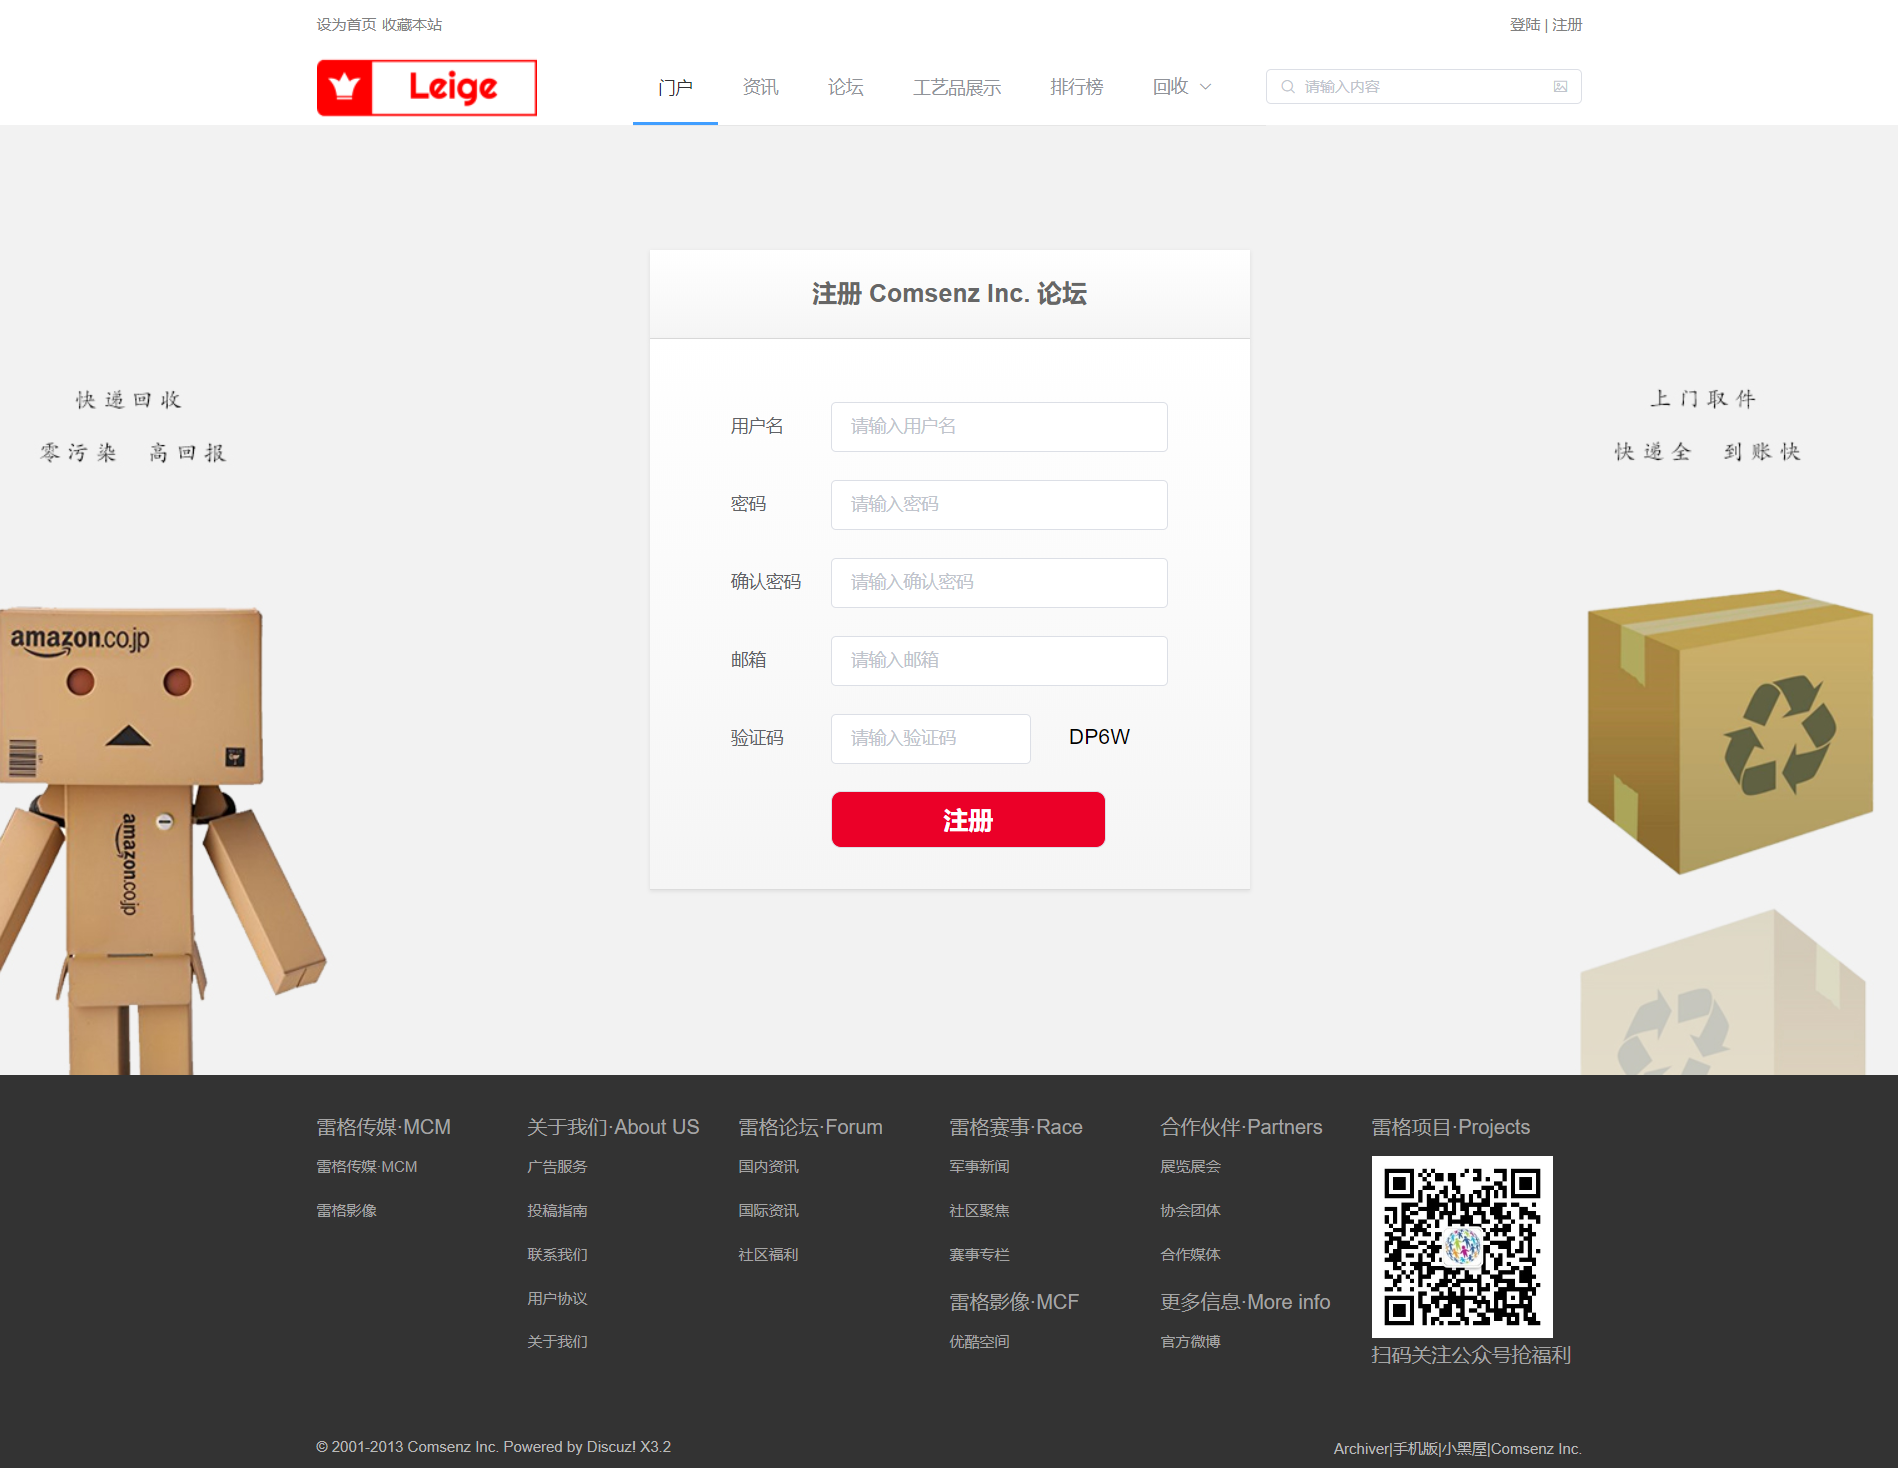 设为首页 收藏本站
登陆 | 注册
Leige
门户
资讯
论坛
工艺品展示
排行榜
回收
请输入内容
注册 Comsenz Inc. 论坛
快递回收
零污染 高回报
上门取件
快递全 到账快
用户名
请输入用户名
密码
请输入密码
确认密码
请输入确认密码
邮箱
请输入邮箱
验证码
请输入验证码
DP6W
注册
amazon.co.jp
amazon.co.jp
雷格传媒·MCM
雷格传媒·MCM
雷格影像
关于我们·About US
广告服务
投稿指南
联系我们
用户协议
关于我们
雷格论坛·Forum
国内资讯
国际资讯
社区福利
雷格赛事·Race
军事新闻
社区聚焦
赛事专栏
雷格影像·MCF
优酷空间
合作伙伴·Partners
展览展会
协会团体
合作媒体
更多信息·More info
官方微博
雷格项目·Projects
扫码关注公众号抢福利
© 2001-2013 Comsenz Inc. Powered by Discuz! X3.2
Archiver|手机版|小黑屋|Comsenz Inc.